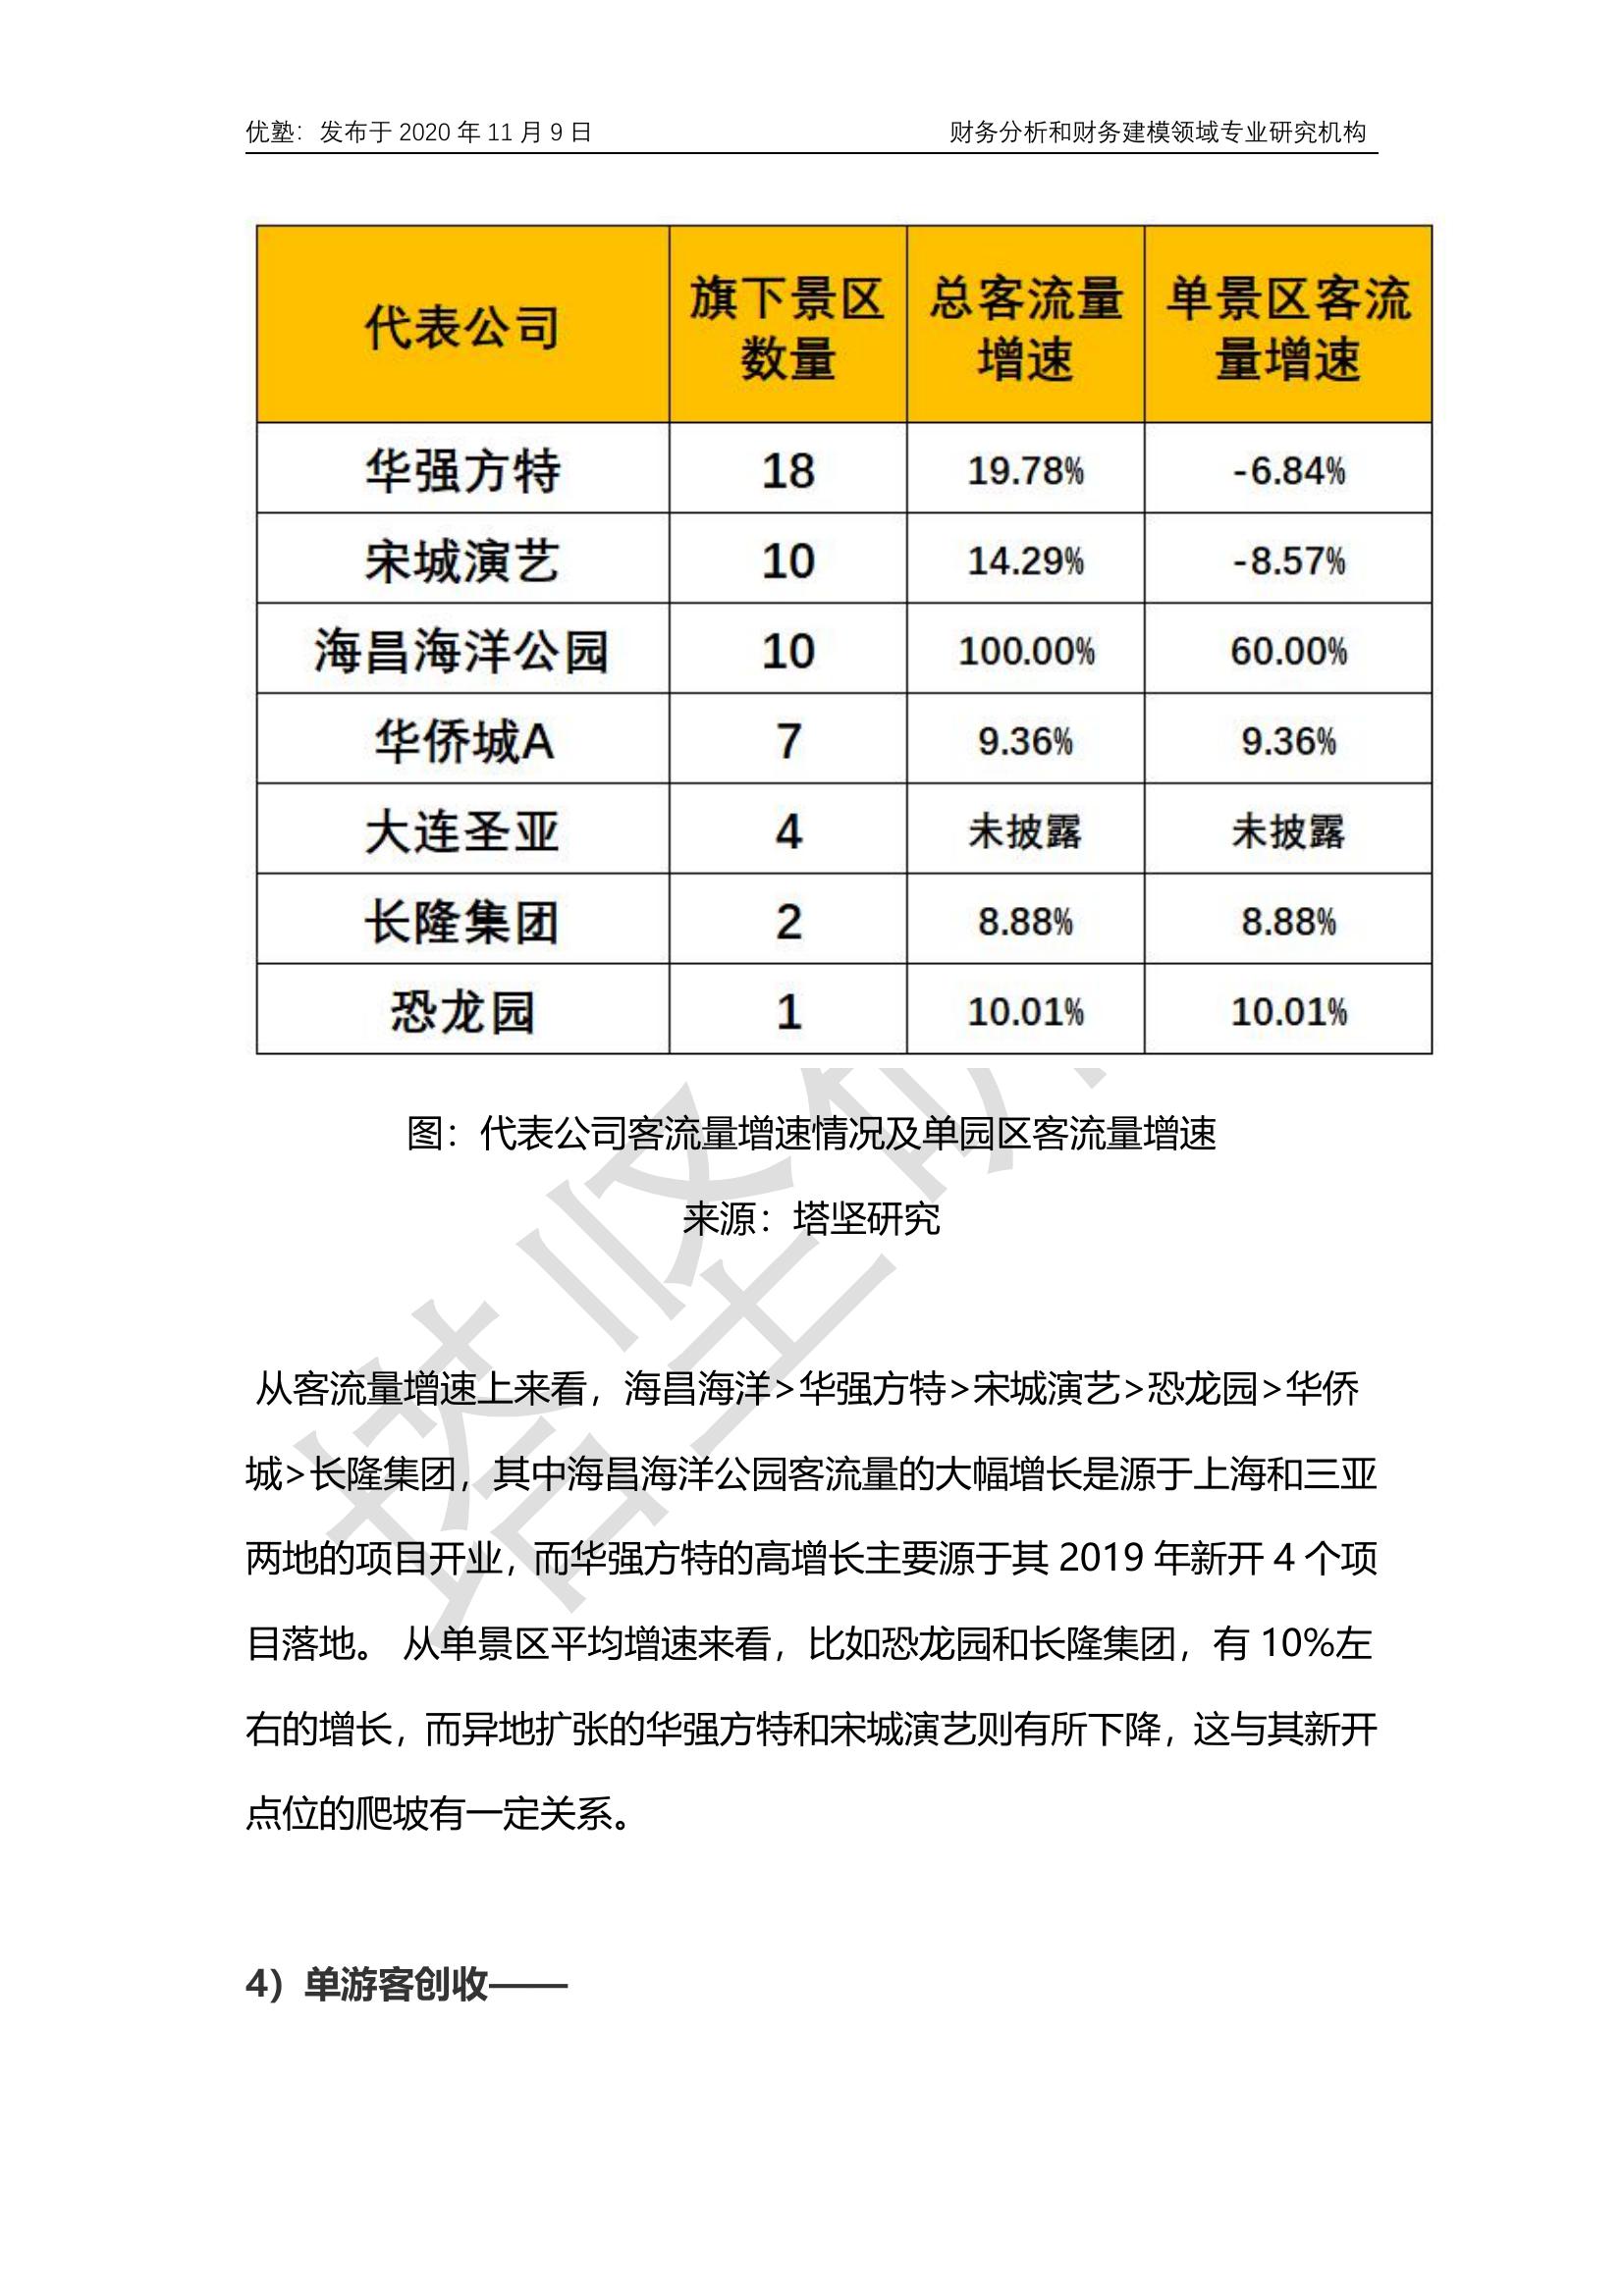 优塾：发布于 2020 年 11 月 9 日 财务分析和财务建模领域专业研究机构
代表公司 旗下景区数量 总客流量增速 单景区客流量增速
华强方特 18 19.78% -6.84%
宋城演艺 10 14.29% -8.57%
海昌海洋公园 10 100.00% 60.00%
华侨城A 7 9.36% 9.36%
大连圣亚 4 未披露 未披露
长隆集团 2 8.88% 8.88%
恐龙园 1 10.01% 10.01%
图：代表公司客流量增速情况及单园区客流量增速
来源：塔坚研究
从客流量增速上来看，海昌海洋>华强方特>宋城演艺>恐龙园>华侨
城>长隆集团，其中海昌海洋公园客流量的大幅增长是源于上海和三亚
两地的项目开业，而华强方特的高增长主要源于其 2019 年新开 4 个项
目落地。 从单景区平均增速来看，比如恐龙园和长隆集团，有 10%左
右的增长，而异地扩张的华强方特和宋城演艺则有所下降，这与其新开
点位的爬坡有一定关系。
4）单游客创收——
塔坚